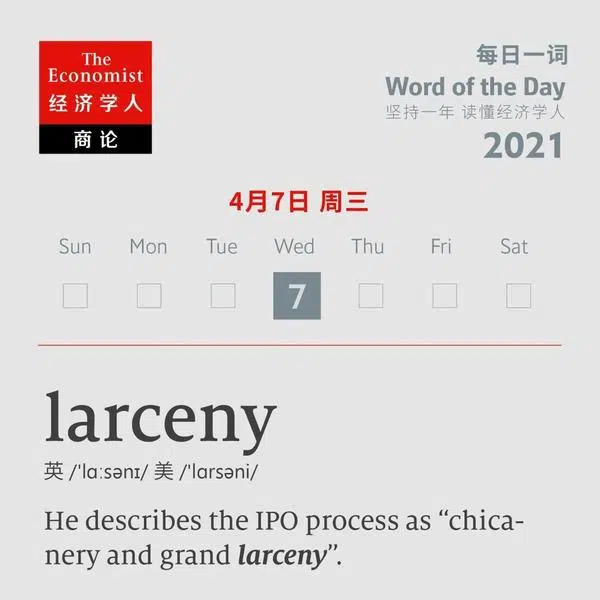 The
Economist
经济学人
商论
每日一词
Word of the Day
坚持一年 读懂经济学人
2021
4月7日 周三
Sun Mon Tue Wed Thu Fri Sat
7
larceny
英 /ˈlɑːsənɪ/ 美 /ˈlɑrsəni/
He describes the IPO process as “chica-
nery and grand larceny”.